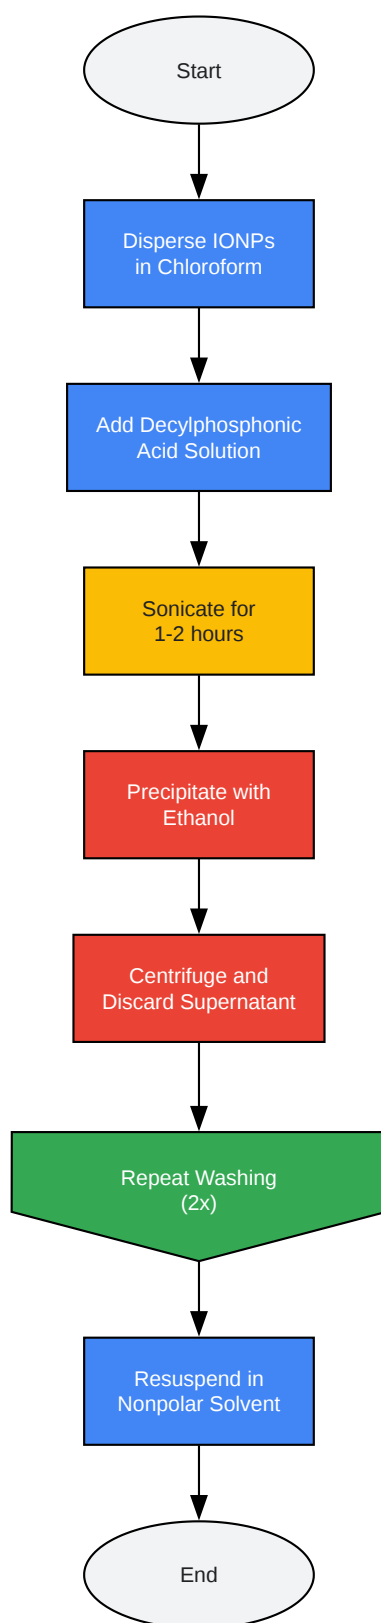 Start
Disperse IONPs
in Chloroform
Add Decylphosphonic
Acid Solution
Sonicate for
1-2 hours
Precipitate with
Ethanol
Centrifuge and
Discard Supernatant
Repeat Washing
(2x)
Resuspend in
Nonpolar Solvent
End